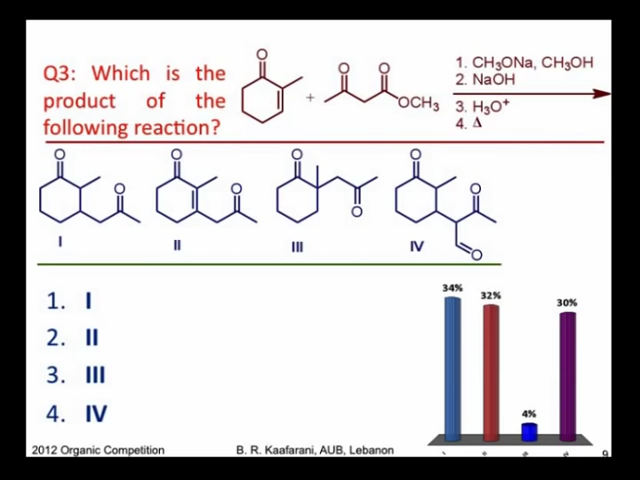 Q3: Which is the
product of the
following reaction?
O
+
O O
OCH₃
1. CH₃ONa, CH₃OH
2. NaOH
3. H₃O⁺
4. Δ
O O
I
O O
II
O O
III
O O
O
IV
1. I
2. II
3. III
4. IV
34%
32%
4%
30%
2012 Organic Competition B. R. Kaafarani, AUB, Lebanon